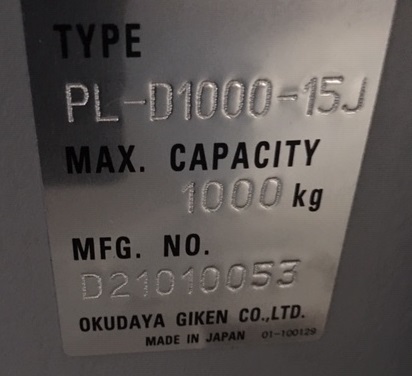 TYPE
PL-D1000-15J
MAX. CAPACITY
1000 kg
MFG. NO.
D21010053
OKUDAYA GIKEN CO.,LTD.
MADE IN JAPAN 01-10012S